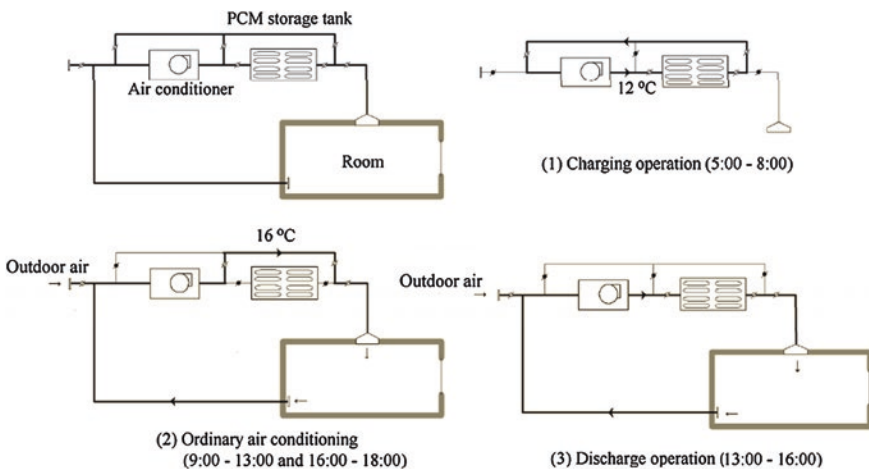 PCM storage tank
Air conditioner
Room
12 ºC
(1) Charging operation (5:00 - 8:00)
16 ºC
Outdoor air
(2) Ordinary air conditioning
(9:00 - 13:00 and 16:00 - 18:00)
Outdoor air
(3) Discharge operation (13:00 - 16:00)